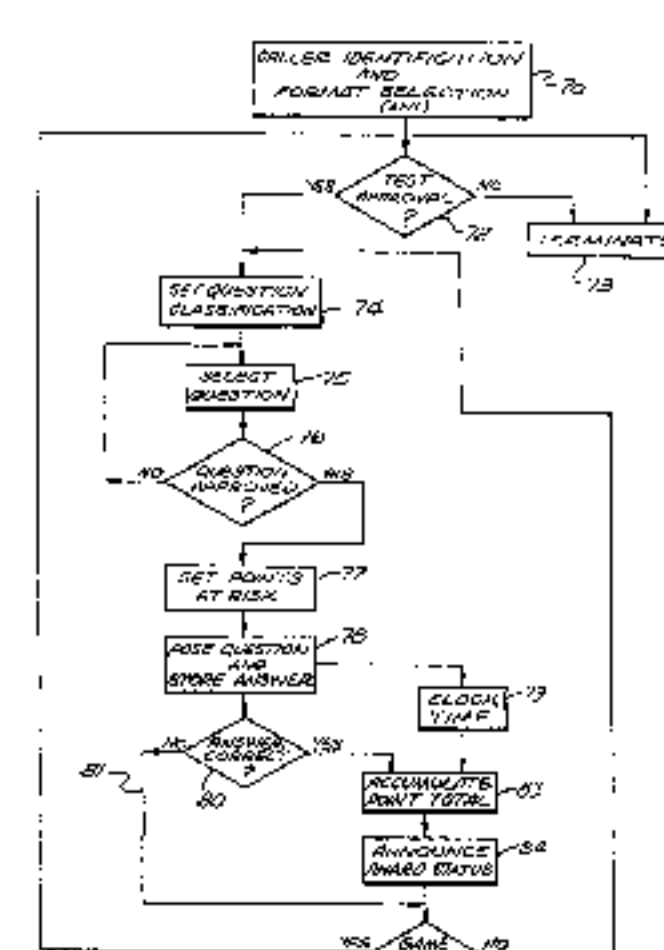 CALLER IDENTIFICATION
AND
FORMAT SELECTION
(ANI)
70
TEST
APPROVAL
?
YES
NO
72
TERMINATE
73
SET QUESTION
CLASSIFICATION
74
SELECT
QUESTION
75
76
QUESTION
APPROVED
?
NO
YES
SET POINTS
AT RISK
77
POSE QUESTION
AND
STORE ANSWER
78
CLOCK
TIME
79
ANSWER
CORRECT
?
NO
YES
80
81
ACCUMULATE
POINT TOTAL
83
ANNOUNCE
AWARD STATUS
84
YES
GAME
NO